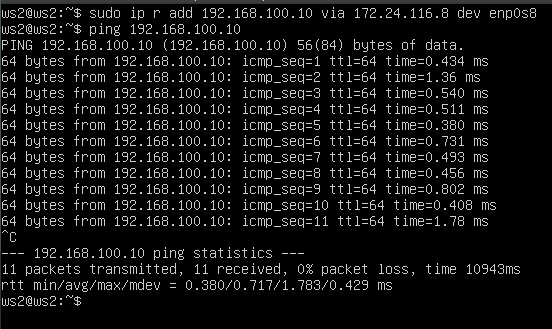 ws2@ws2:~$ sudo ip r add 192.168.100.10 via 172.24.116.8 dev enp0s8
ws2@ws2:~$ ping 192.168.100.10
PING 192.168.100.10 (192.168.100.10) 56(84) bytes of data.
64 bytes from 192.168.100.10: icmp_seq=1 ttl=64 time=0.434 ms
64 bytes from 192.168.100.10: icmp_seq=2 ttl=64 time=1.36 ms
64 bytes from 192.168.100.10: icmp_seq=3 ttl=64 time=0.540 ms
64 bytes from 192.168.100.10: icmp_seq=4 ttl=64 time=0.511 ms
64 bytes from 192.168.100.10: icmp_seq=5 ttl=64 time=0.380 ms
64 bytes from 192.168.100.10: icmp_seq=6 ttl=64 time=0.731 ms
64 bytes from 192.168.100.10: icmp_seq=7 ttl=64 time=0.493 ms
64 bytes from 192.168.100.10: icmp_seq=8 ttl=64 time=0.456 ms
64 bytes from 192.168.100.10: icmp_seq=9 ttl=64 time=0.802 ms
64 bytes from 192.168.100.10: icmp_seq=10 ttl=64 time=0.408 ms
64 bytes from 192.168.100.10: icmp_seq=11 ttl=64 time=1.78 ms
^C
--- 192.168.100.10 ping statistics ---
11 packets transmitted, 11 received, 0% packet loss, time 10943ms
rtt min/avg/max/mdev = 0.380/0.717/1.783/0.429 ms
ws2@ws2:~$